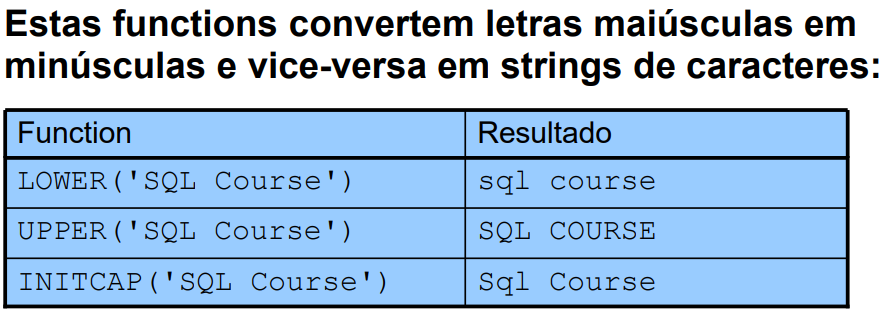 Estas functions convertem letras maiúsculas em
minúsculas e vice-versa em strings de caracteres:
Function Resultado
LOWER('SQL Course') sql course
UPPER('SQL Course') SQL COURSE
INITCAP('SQL Course') Sql Course